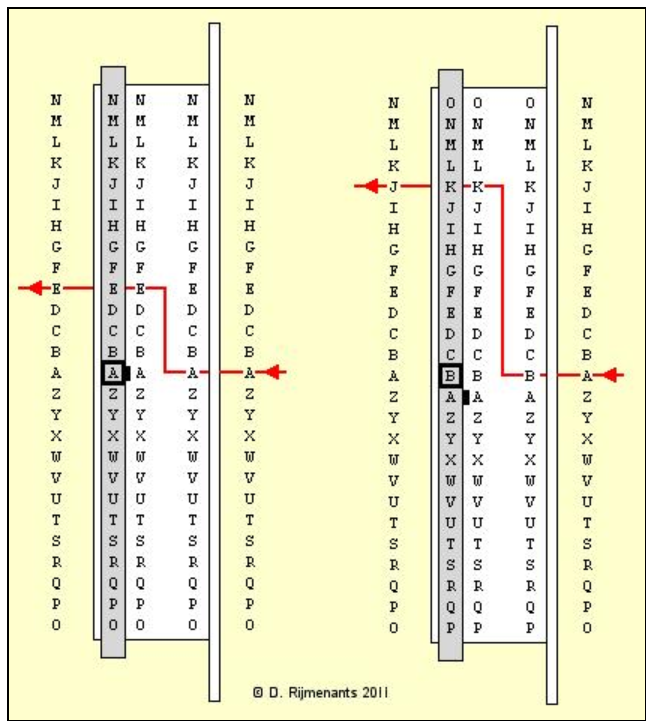 N N N N N N O O O N
M M M M M M N N N M
L L L L L L M M M L
K K K K K K L L L K
J J J J J J K K K J
I I I I I I J J J I
H H H H H H I I I H
G G G G G G H H H G
F F F F F F G G G F
E E E E E E F F F E
D D D D D D E E E D
C C C C C C D D D C
B B B B B B C C C B
A A A A A A B B B A
Z Z Z Z Z Z A A A Z
Y Y Y Y Y Y Z Z Z Y
X X X X X X Y Y Y X
W W W W W W X X X W
V V V V V V W W W V
U U U U U U V V V U
T T T T T T U U U T
S S S S S S T T T S
R R R R R R S S S R
Q Q Q Q Q Q R R R Q
P P P P P P Q Q Q P
O O O O O O P P P O
© D. Rijmenants 2011